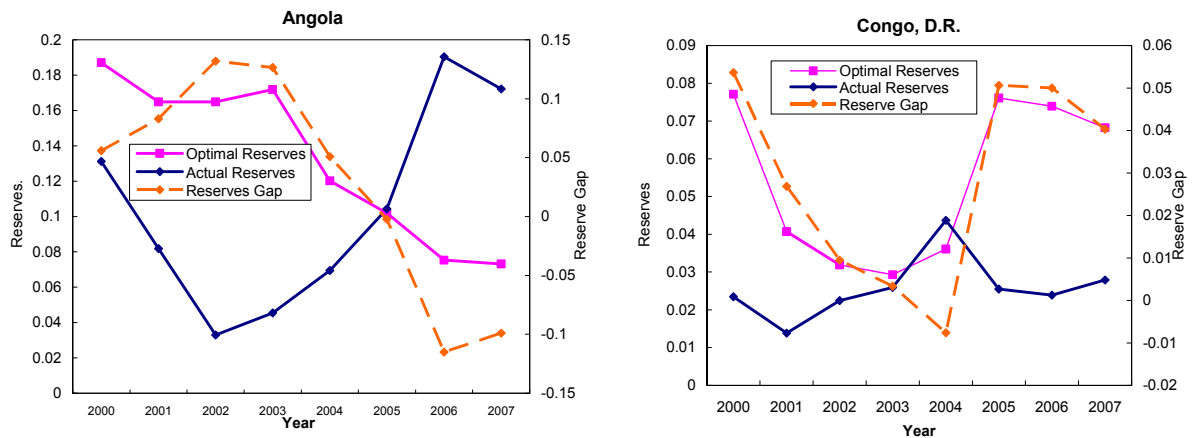 Angola
Reserves.
0.2
0.18
0.16
0.14
0.12
0.1
0.08
0.06
0.04
0.02
0
Optimal Reserves
Actual Reserves
Reserves Gap
0.15
0.1
0.05
0
-0.05
-0.1
-0.15
Reserve Gap
2000 2001 2002 2003 2004 2005 2006 2007
Year
Congo, D.R.
Reserves
0.09
0.08
0.07
0.06
0.05
0.04
0.03
0.02
0.01
0
Optimal Reserves
Actual Reserves
Reserve Gap
0.06
0.05
0.04
0.03
0.02
0.01
0
-0.01
-0.02
Reserve Gap
2000 2001 2002 2003 2004 2005 2006 2007
Year